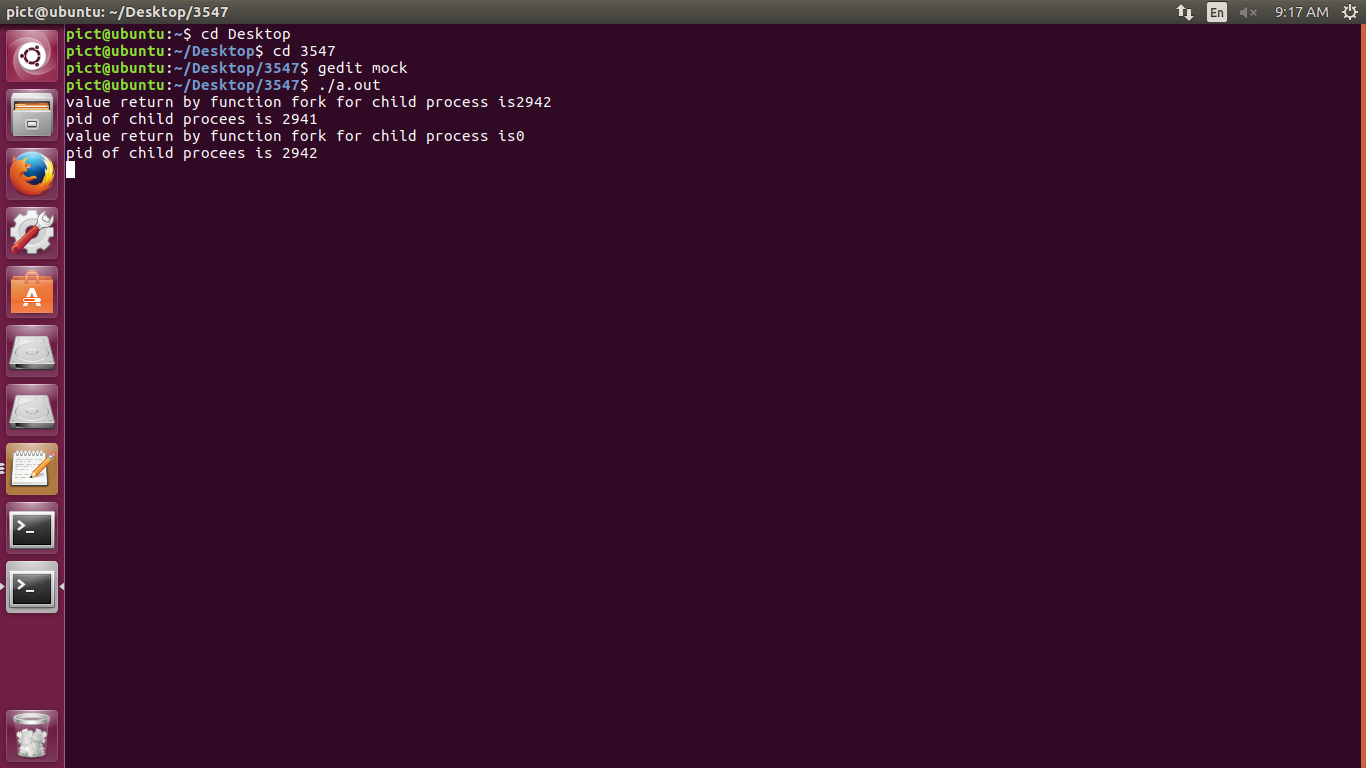 pict@ubuntu: ~/Desktop/3547
En
9:17 AM
pict@ubuntu:~$ cd Desktop
pict@ubuntu:~/Desktop$ cd 3547
pict@ubuntu:~/Desktop/3547$ gedit mock
pict@ubuntu:~/Desktop/3547$ ./a.out
value return by function fork for child process is2942
pid of child procees is 2941
value return by function fork for child process is0
pid of child procees is 2942